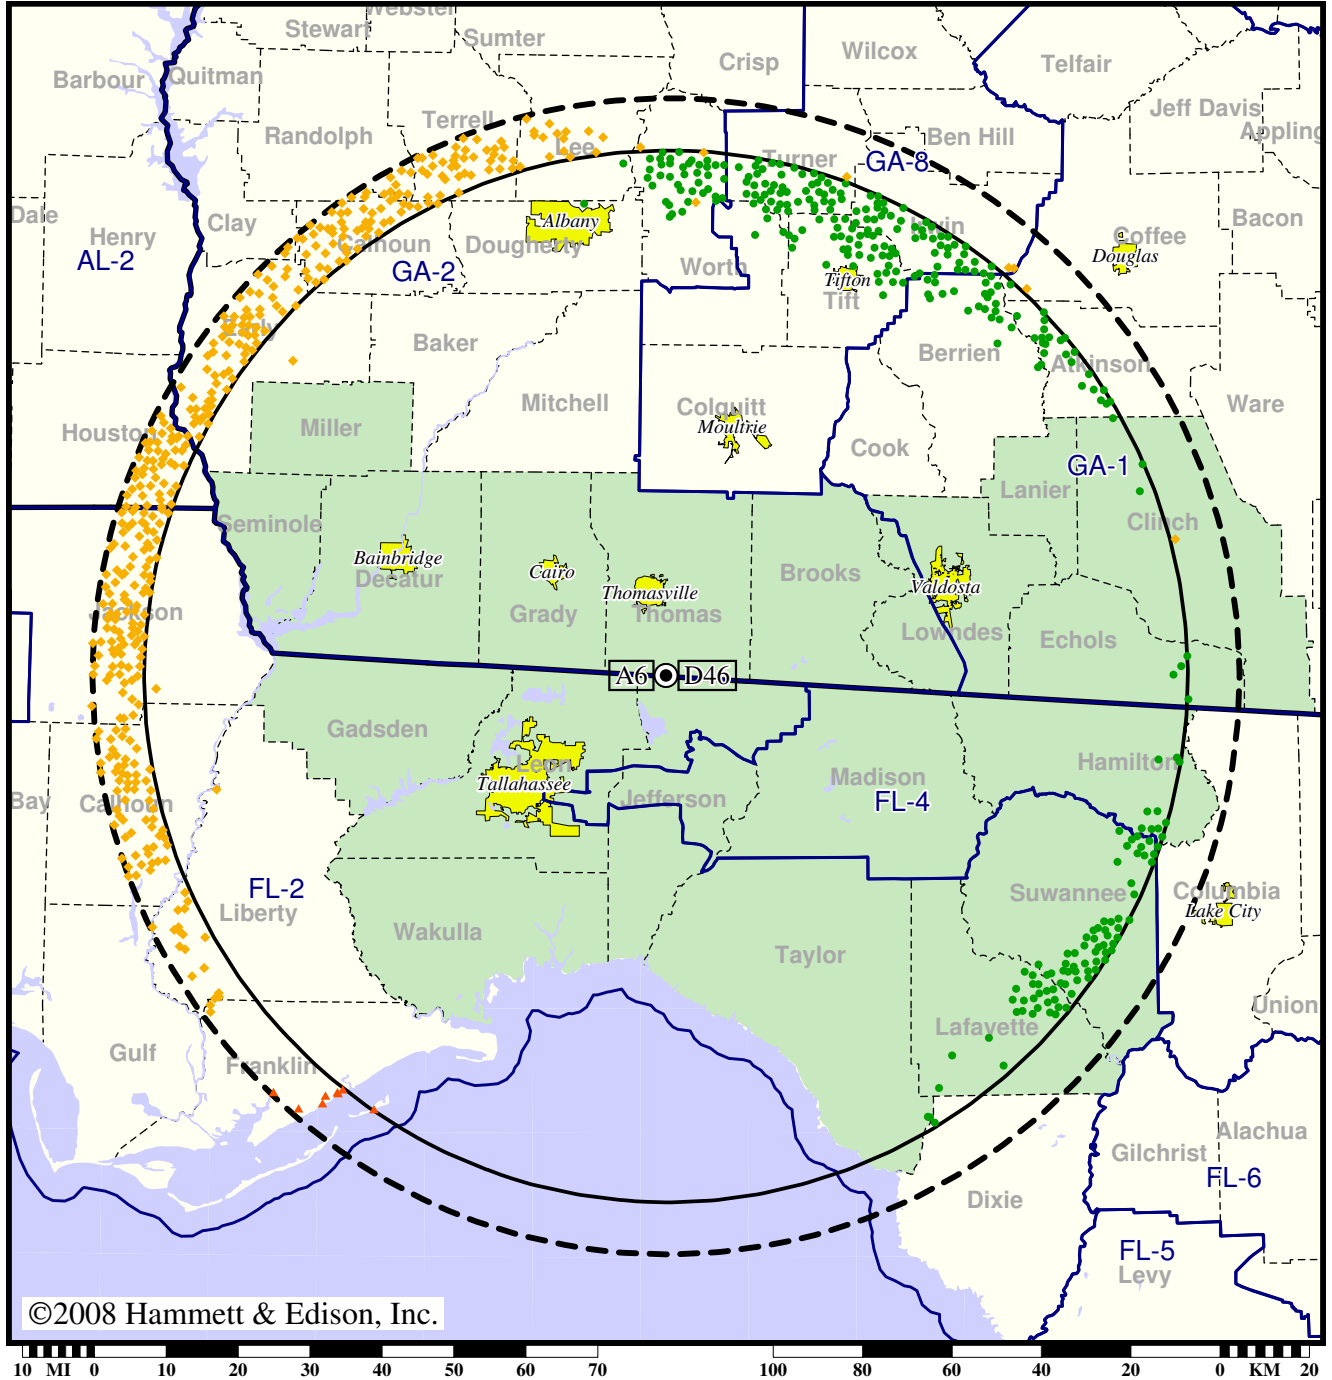 Webster
Stewart
Sumter
Crisp
Wilcox
Telfair
Barbour
Quitman
Jeff Davis
Terrell
Appling
Randolph
Lee
Ben Hill
Turner
GA-8
Dale
Clay
Albany
Irwin
Bacon
Henry
Calhoun
Dougherty
Coffee
AL-2
GA-2
Worth
Douglas
Tifton
Tift
Early
Baker
Berrien
Atkinson
Mitchell
Colquitt
Ware
Miller
Moultrie
Houston
Cook
GA-1
Lanier
Seminole
Clinch
Bainbridge
Decatur
Cairo
Thomasville
Brooks
Valdosta
Jackson
Grady
Thomas
Lowndes
Echols
A6 D46
Gadsden
Leon
Hamilton
Tallahassee
Madison
Bay
Calhoun
Jefferson
FL-4
FL-2
Suwannee
Columbia
Liberty
Lake City
Wakulla
Taylor
Union
Lafayette
Gulf
Franklin
Alachua
Gilchrist
FL-6
Dixie
FL-5
Levy
©2008 Hammett & Edison, Inc.
10 MI 0 10 20 30 40 50 60 70 100 80 60 40 20 0 KM 20